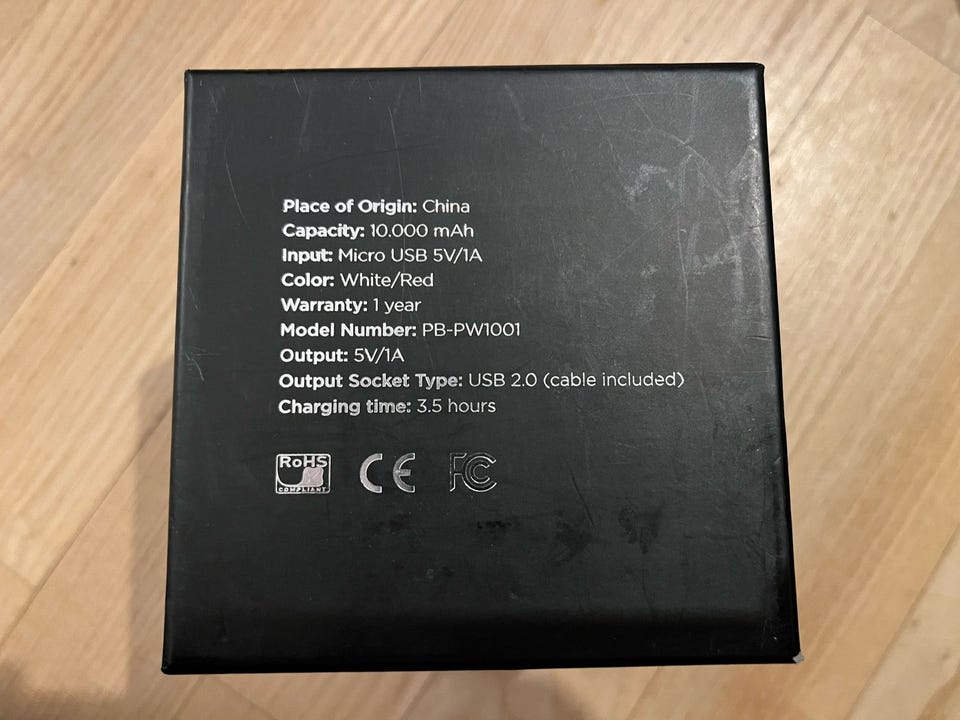 Place of Origin: China
Capacity: 10.000 mAh
Input: Micro USB 5V/1A
Color: White/Red
Warranty: 1 year
Model Number: PB-PW1001
Output: 5V/1A
Output Socket Type: USB 2.0 (cable included)
Charging time: 3.5 hours
RoHS
COMPLIANT
CE
FC